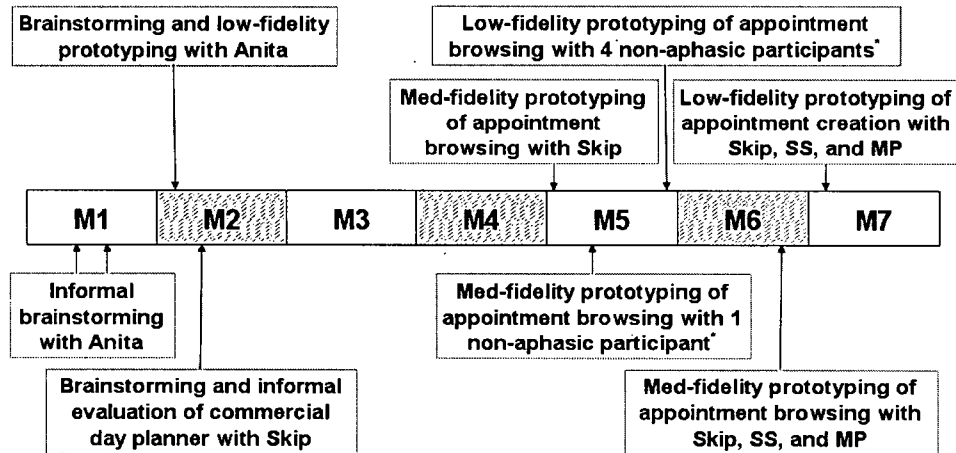 Brainstorming and low-fidelity
prototyping with Anita
Low-fidelity prototyping of appointment
browsing with 4 non-aphasic participants*
Med-fidelity prototyping
of appointment
browsing with Skip
Low-fidelity prototyping of
appointment creation with
Skip, SS, and MP
M1
M2
M3
M4
M5
M6
M7
Informal
brainstorming
with Anita
Brainstorming and informal
evaluation of commercial
day planner with Skip
Med-fidelity prototyping of
appointment browsing with 1
non-aphasic participant*
Med-fidelity prototyping of
appointment browsing with
Skip, SS, and MP